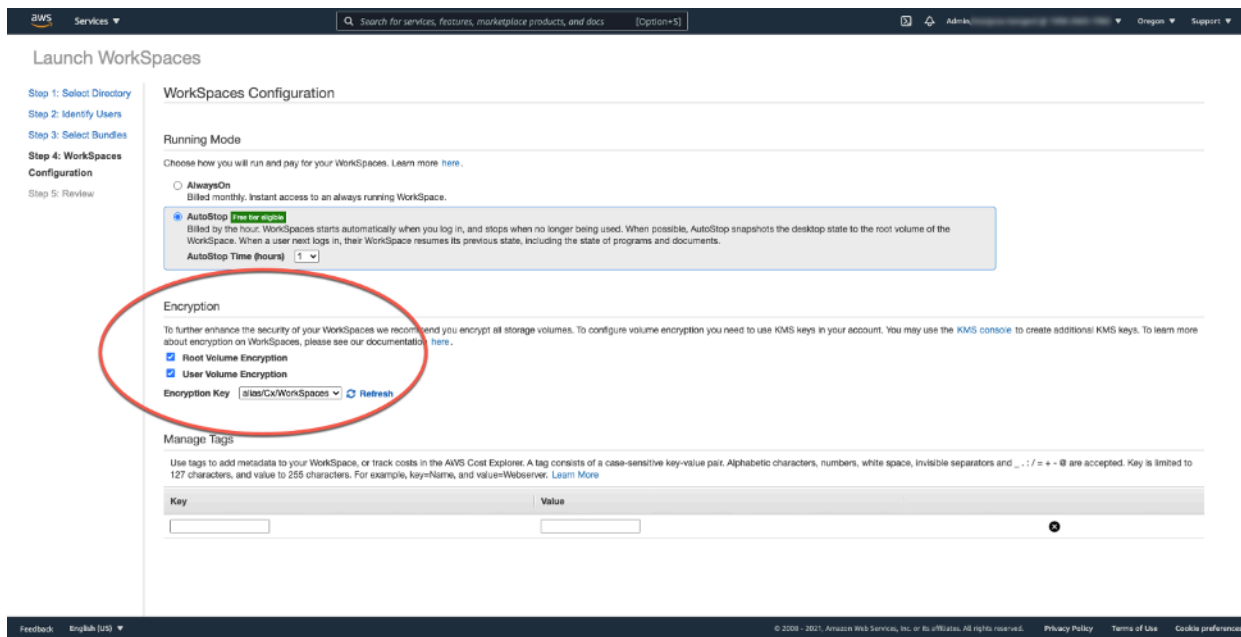 aws Services ▼ Search for services, features, marketplace products, and docs [Option+S] Admin ▼ Oregon ▼ Support ▼
Launch WorkSpaces
Step 1: Select Directory
Step 2: Identify Users
Step 3: Select Bundles
Step 4: WorkSpaces
Configuration
Step 5: Review
WorkSpaces Configuration
Running Mode
Choose how you will run and pay for your WorkSpaces. Learn more here.
AlwaysOn
Billed monthly. Instant access to an always running WorkSpace.
AutoStop Free tier eligible
Billed by the hour. WorkSpaces starts automatically when you log in, and stops when no longer being used. When possible, AutoStop snapshots the desktop state to the root volume of the
WorkSpace. When a user next logs in, their WorkSpace resumes its previous state, including the state of programs and documents.
AutoStop Time (hours) 1
Encryption
To further enhance the security of your WorkSpaces we recommend you encrypt all storage volumes. To configure volume encryption you need to use KMS keys in your account. You may use the KMS console to create additional KMS keys. To learn more
about encryption on WorkSpaces, please see our documentation here.
Root Volume Encryption
User Volume Encryption
Encryption Key alias/Cx/WorkSpaces Refresh
Manage Tags
Use tags to add metadata to your WorkSpace, or track costs in the AWS Cost Explorer. A tag consists of a case-sensitive key-value pair. Alphabetic characters, numbers, white space, invisible separators and _ . : / = + - @ are accepted. Key is limited to
127 characters, and value to 255 characters. For example, key=Name, and value=Webserver. Learn More
Key Value
Feedback English (US) ▼ © 2008 - 2021, Amazon Web Services, Inc. or its affiliates. All rights reserved. Privacy Policy Terms of Use Cookie preferences